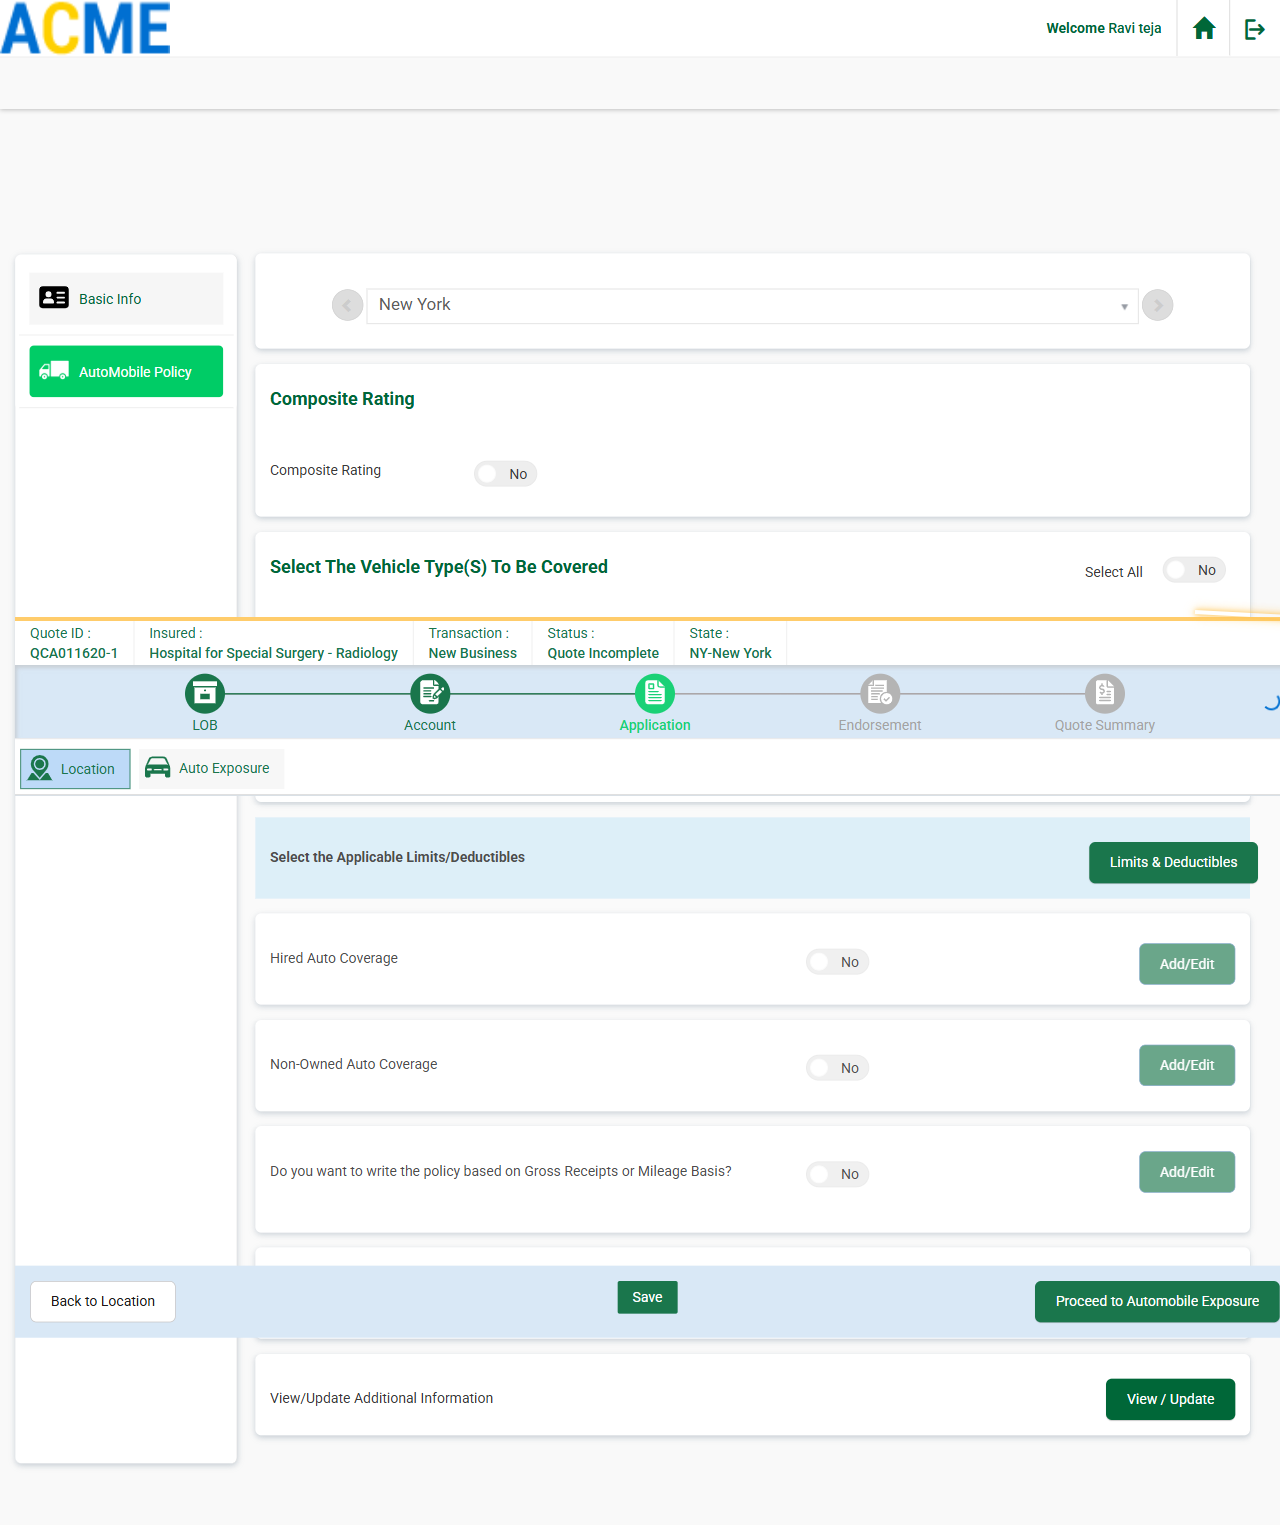 ACME
Welcome Ravi teja
Basic Info
AutoMobile Policy
New York
Composite Rating
Composite Rating
No
Select The Vehicle Type(S) To Be Covered
Select All
No
Quote ID :
QCA011620-1
Insured :
Hospital for Special Surgery - Radiology
Transaction :
New Business
Status :
Quote Incomplete
State :
NY-New York
LOB
Account
Application
Endorsement
Quote Summary
Location
Auto Exposure
Select the Applicable Limits/Deductibles
Limits & Deductibles
Hired Auto Coverage
No
Add/Edit
Non-Owned Auto Coverage
No
Add/Edit
Do you want to write the policy based on Gross Receipts or Mileage Basis?
No
Add/Edit
Back to Location
Save
Proceed to Automobile Exposure
View/Update Additional Information
View / Update